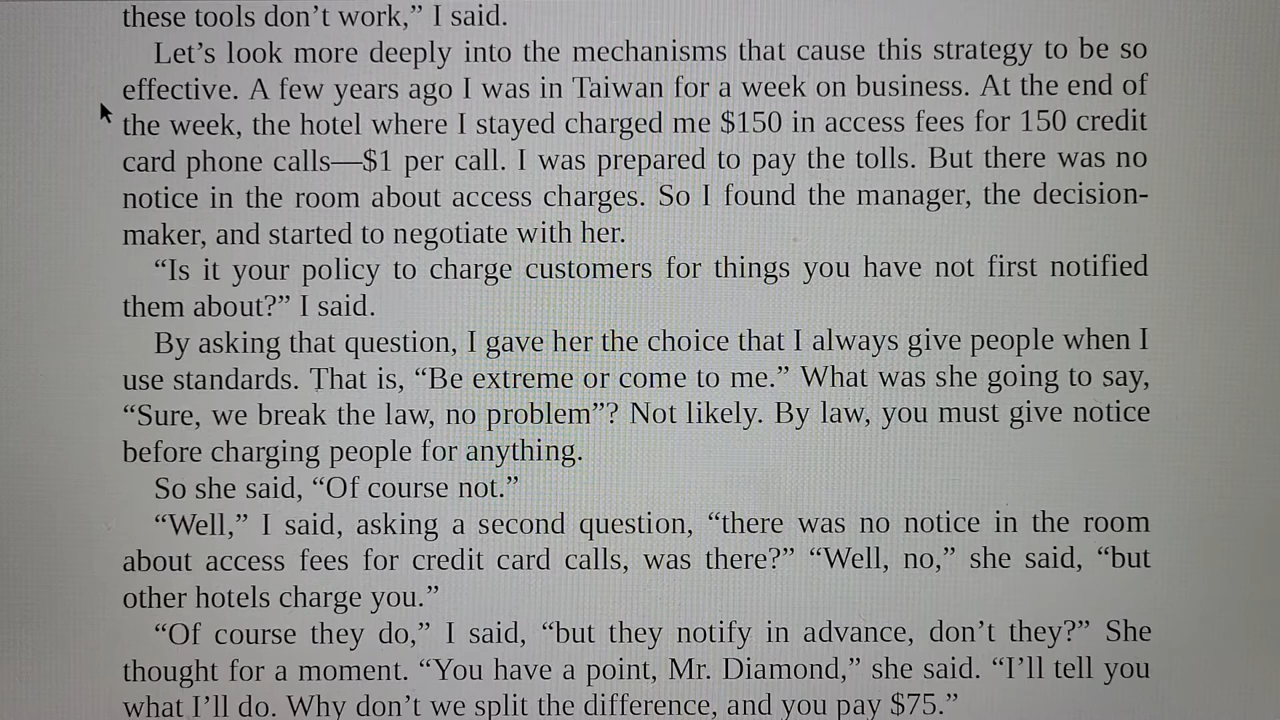 these tools don’t work,” I said.
Let’s look more deeply into the mechanisms that cause this strategy to be so
effective. A few years ago I was in Taiwan for a week on business. At the end of
the week, the hotel where I stayed charged me $150 in access fees for 150 credit
card phone calls—$1 per call. I was prepared to pay the tolls. But there was no
notice in the room about access charges. So I found the manager, the decision-
maker, and started to negotiate with her.
“Is it your policy to charge customers for things you have not first notified
them about?” I said.
By asking that question, I gave her the choice that I always give people when I
use standards. That is, “Be extreme or come to me.” What was she going to say,
“Sure, we break the law, no problem”? Not likely. By law, you must give notice
before charging people for anything.
So she said, “Of course not.”
“Well,” I said, asking a second question, “there was no notice in the room
about access fees for credit card calls, was there?” “Well, no,” she said, “but
other hotels charge you.”
“Of course they do,” I said, “but they notify in advance, don’t they?” She
thought for a moment. “You have a point, Mr. Diamond,” she said. “I’ll tell you
what I’ll do. Why don’t we split the difference, and you pay $75.”